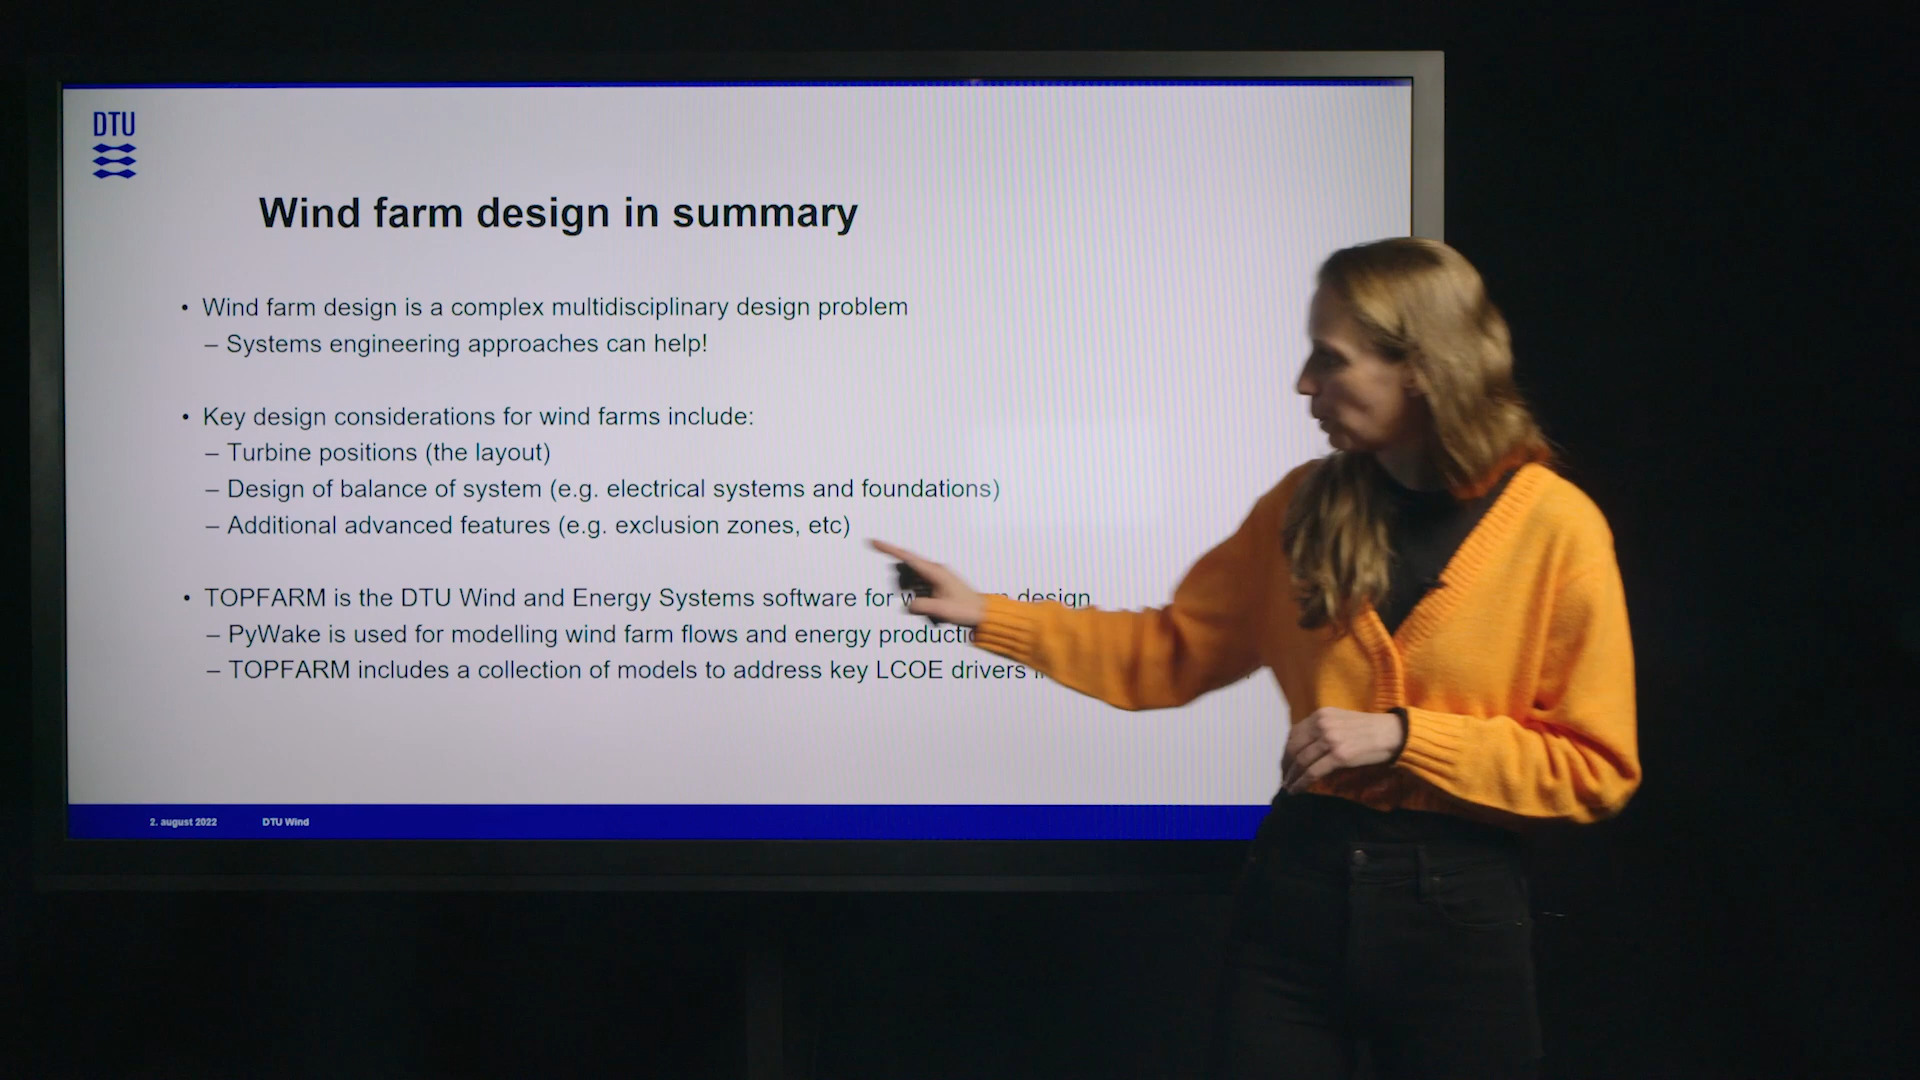 DTU
Wind farm design in summary
• Wind farm design is a complex multidisciplinary design problem
– Systems engineering approaches can help!
• Key design considerations for wind farms include:
– Turbine positions (the layout)
– Design of balance of system (e.g. electrical systems and foundations)
– Additional advanced features (e.g. exclusion zones, etc)
• TOPFARM is the DTU Wind and Energy Systems software for design
– PyWake is used for modelling wind farm flows and energy
– TOPFARM includes a collection of models to address key LCOE drivers
2. august 2022 DTU Wind